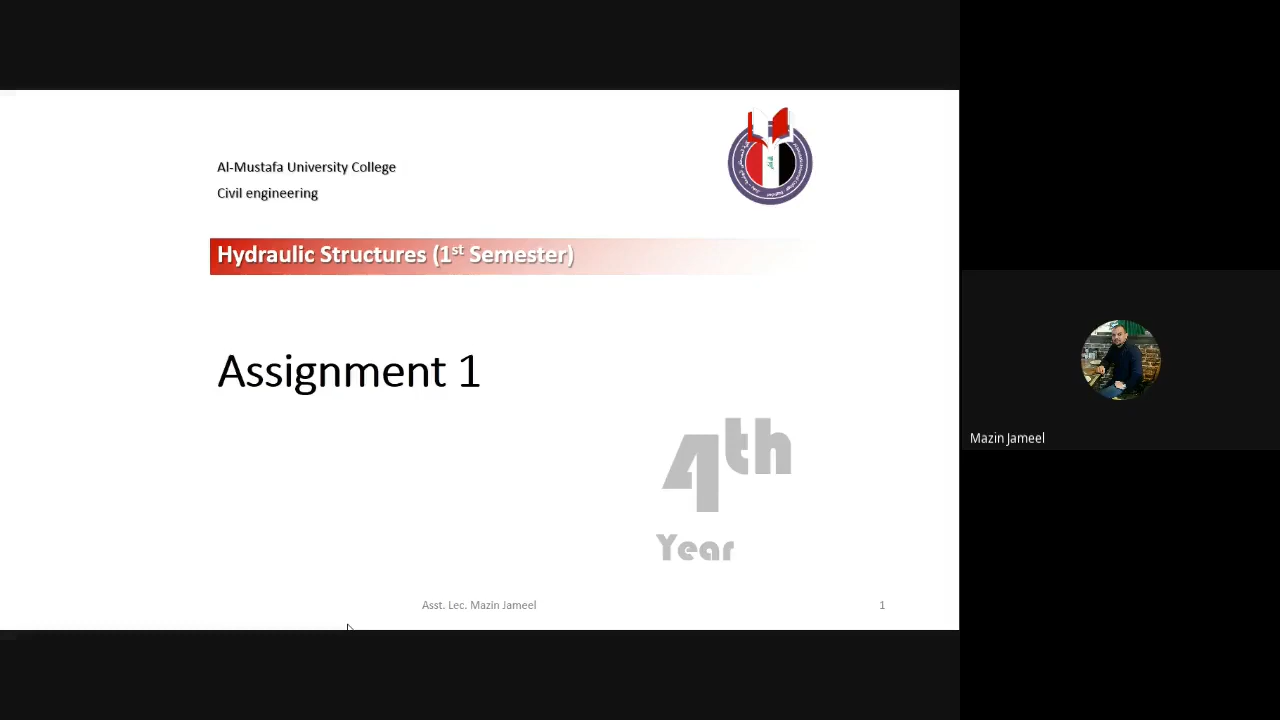 Al-Mustafa University College
Civil engineering
Hydraulic Structures (1st Semester)
Assignment 1
4th
Year
Asst. Lec. Mazin Jameel
1
Mazin Jameel